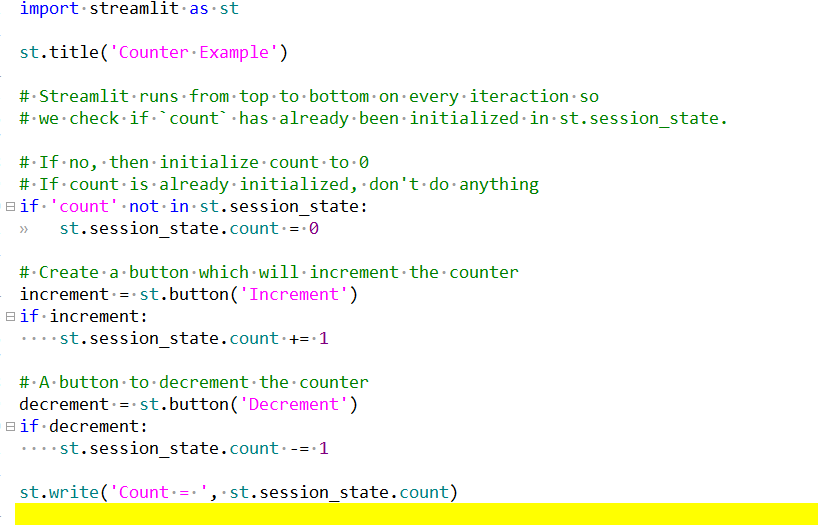 import streamlit as st
st.title('Counter Example')
# Streamlit runs from top to bottom on every iteraction so
# we check if `count` has already been initialized in st.session_state.
# If no, then initialize count to 0
# If count is already initialized, don't do anything
if 'count' not in st.session_state:
    st.session_state.count = 0
# Create a button which will increment the counter
increment = st.button('Increment')
if increment:
    st.session_state.count += 1
# A button to decrement the counter
decrement = st.button('Decrement')
if decrement:
    st.session_state.count -= 1
st.write('Count = ', st.session_state.count)